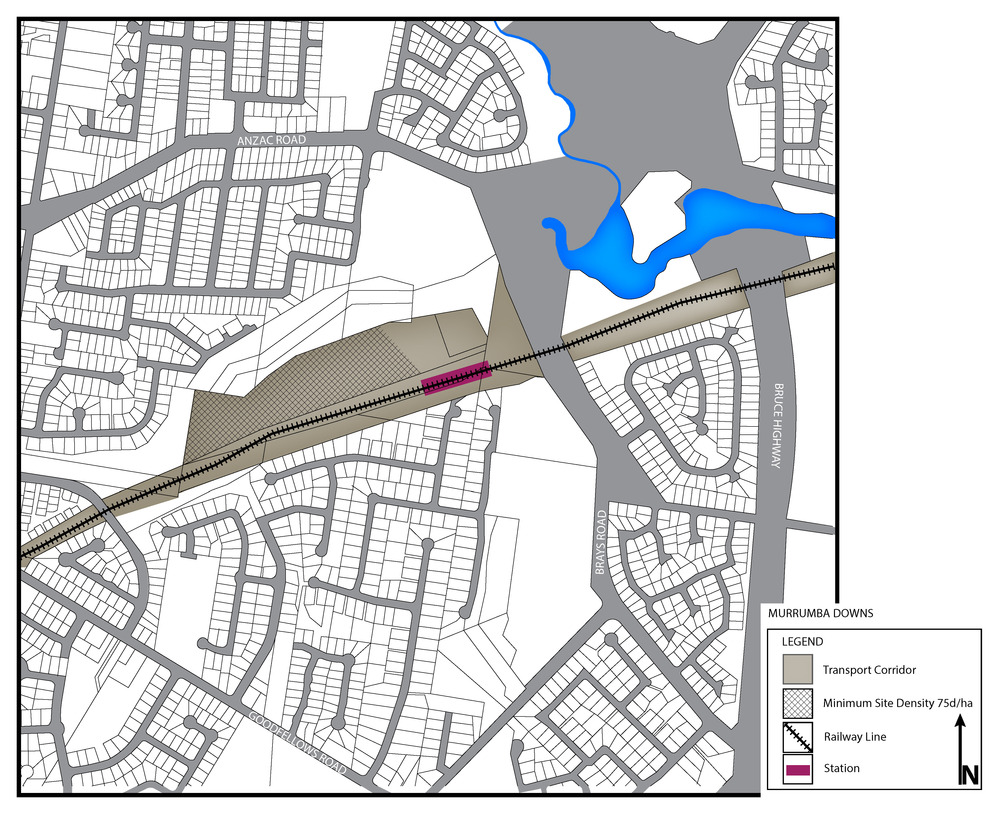 ANZAC ROAD
BRUCE HIGHWAY
BRAYS ROAD
GOODFELLOWS ROAD
MURRUMBA DOWNS
LEGEND
Transport Corridor
Minimum Site Density 75d/ha
Railway Line
Station
N